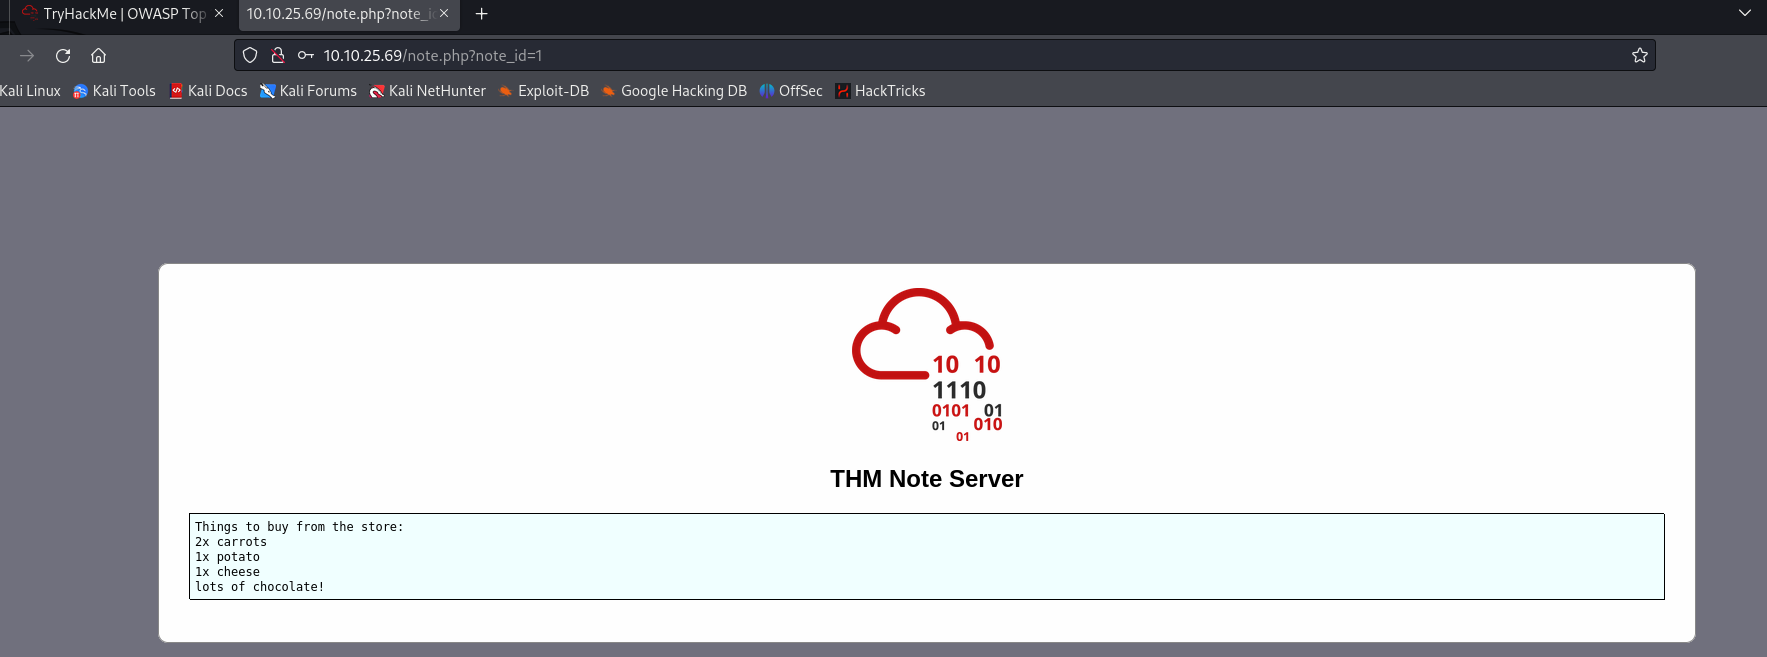 TryHackMe | OWASP Top
10.10.25.69/note.php?note_i
10.10.25.69/note.php?note_id=1
Kali Linux Kali Tools Kali Docs Kali Forums Kali NetHunter Exploit-DB Google Hacking DB OffSec HackTricks
10 10
1110
0101 01
01 010
01
THM Note Server
Things to buy from the store:
2x carrots
1x potato
1x cheese
lots of chocolate!